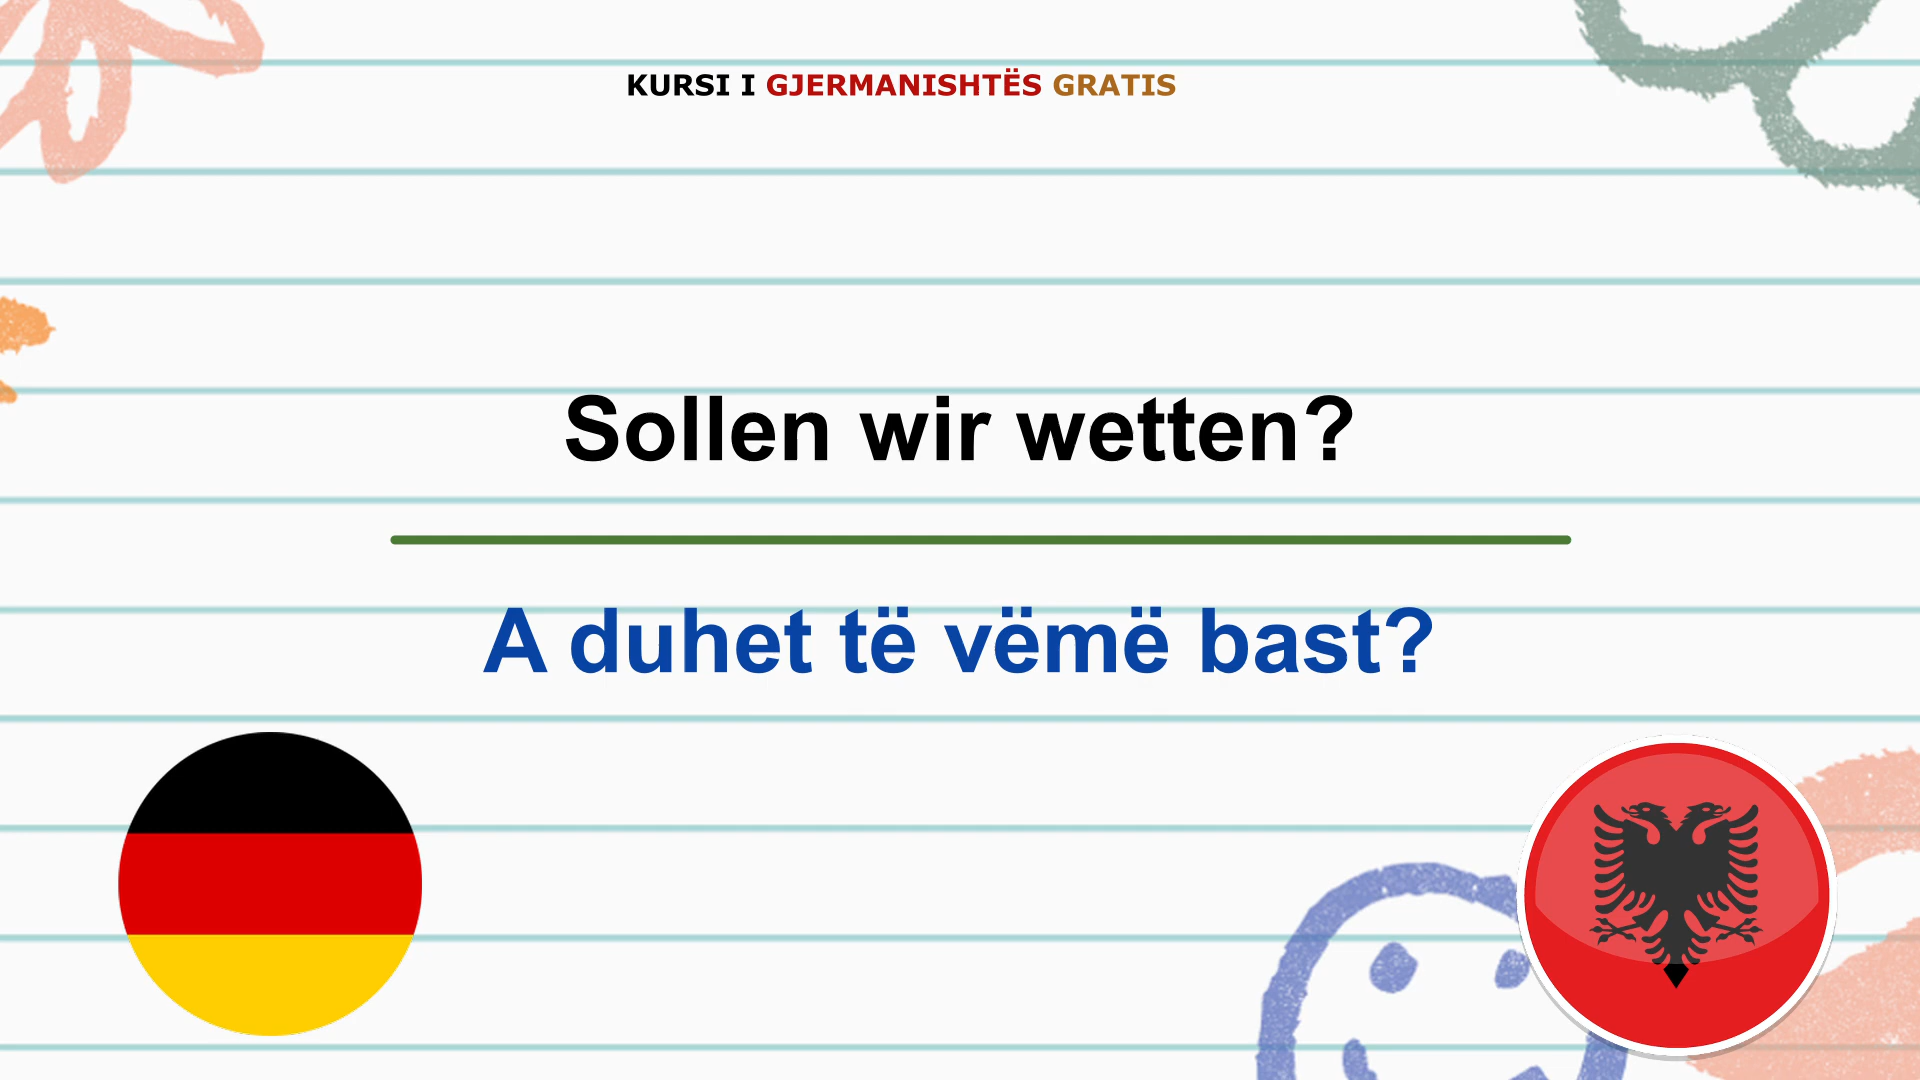 KURSI I GJERMANISHTËS GRATIS
Sollen wir wetten?
A duhet të vëmë bast?